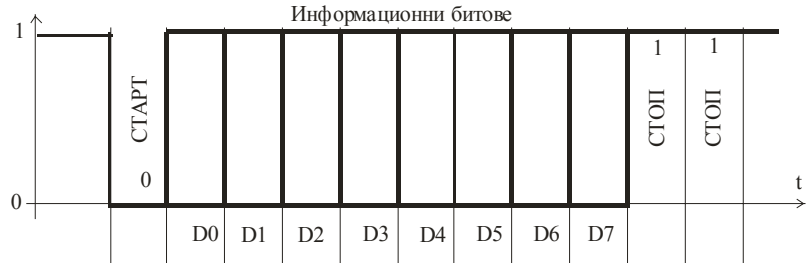 Информационни битове
1
СТАРТ
0
1
СТОП
1
СТОП
t
0
D0 D1 D2 D3 D4 D5 D6 D7